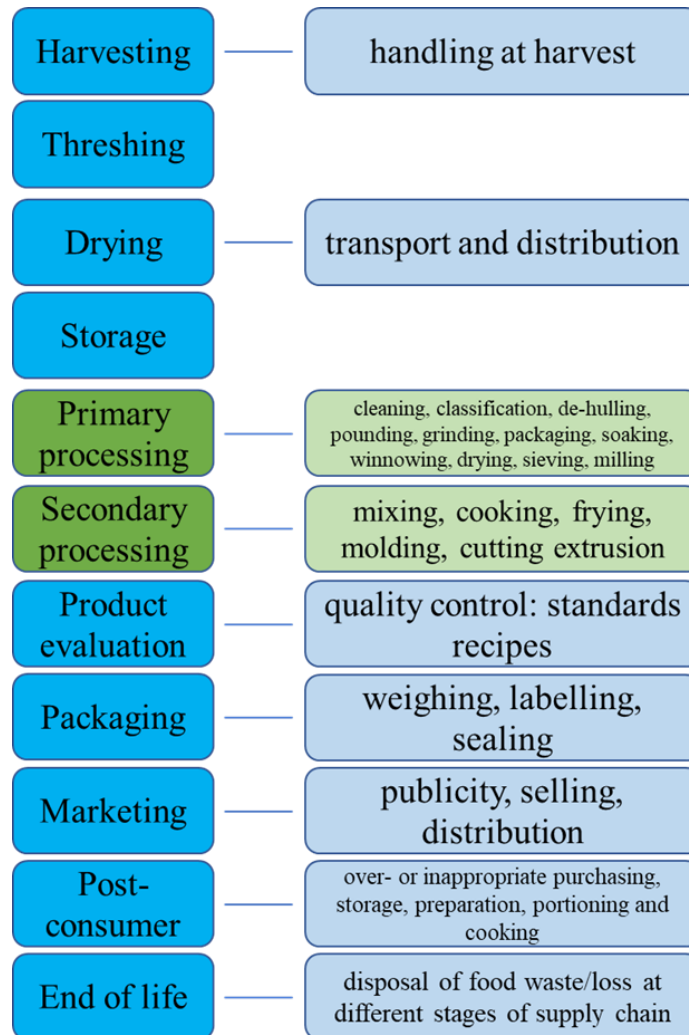 Harvesting
handling at harvest
Threshing
Drying
transport and distribution
Storage
Primary
processing
cleaning, classification, de-hulling,
pounding, grinding, packaging, soaking,
winnowing, drying, sieving, milling
Secondary
processing
mixing, cooking, frying,
molding, cutting extrusion
Product
evaluation
quality control: standards
recipes
Packaging
weighing, labelling,
sealing
Marketing
publicity, selling,
distribution
Post-
consumer
over- or inappropriate purchasing,
storage, preparation, portioning and
cooking
End of life
disposal of food waste/loss at
different stages of supply chain